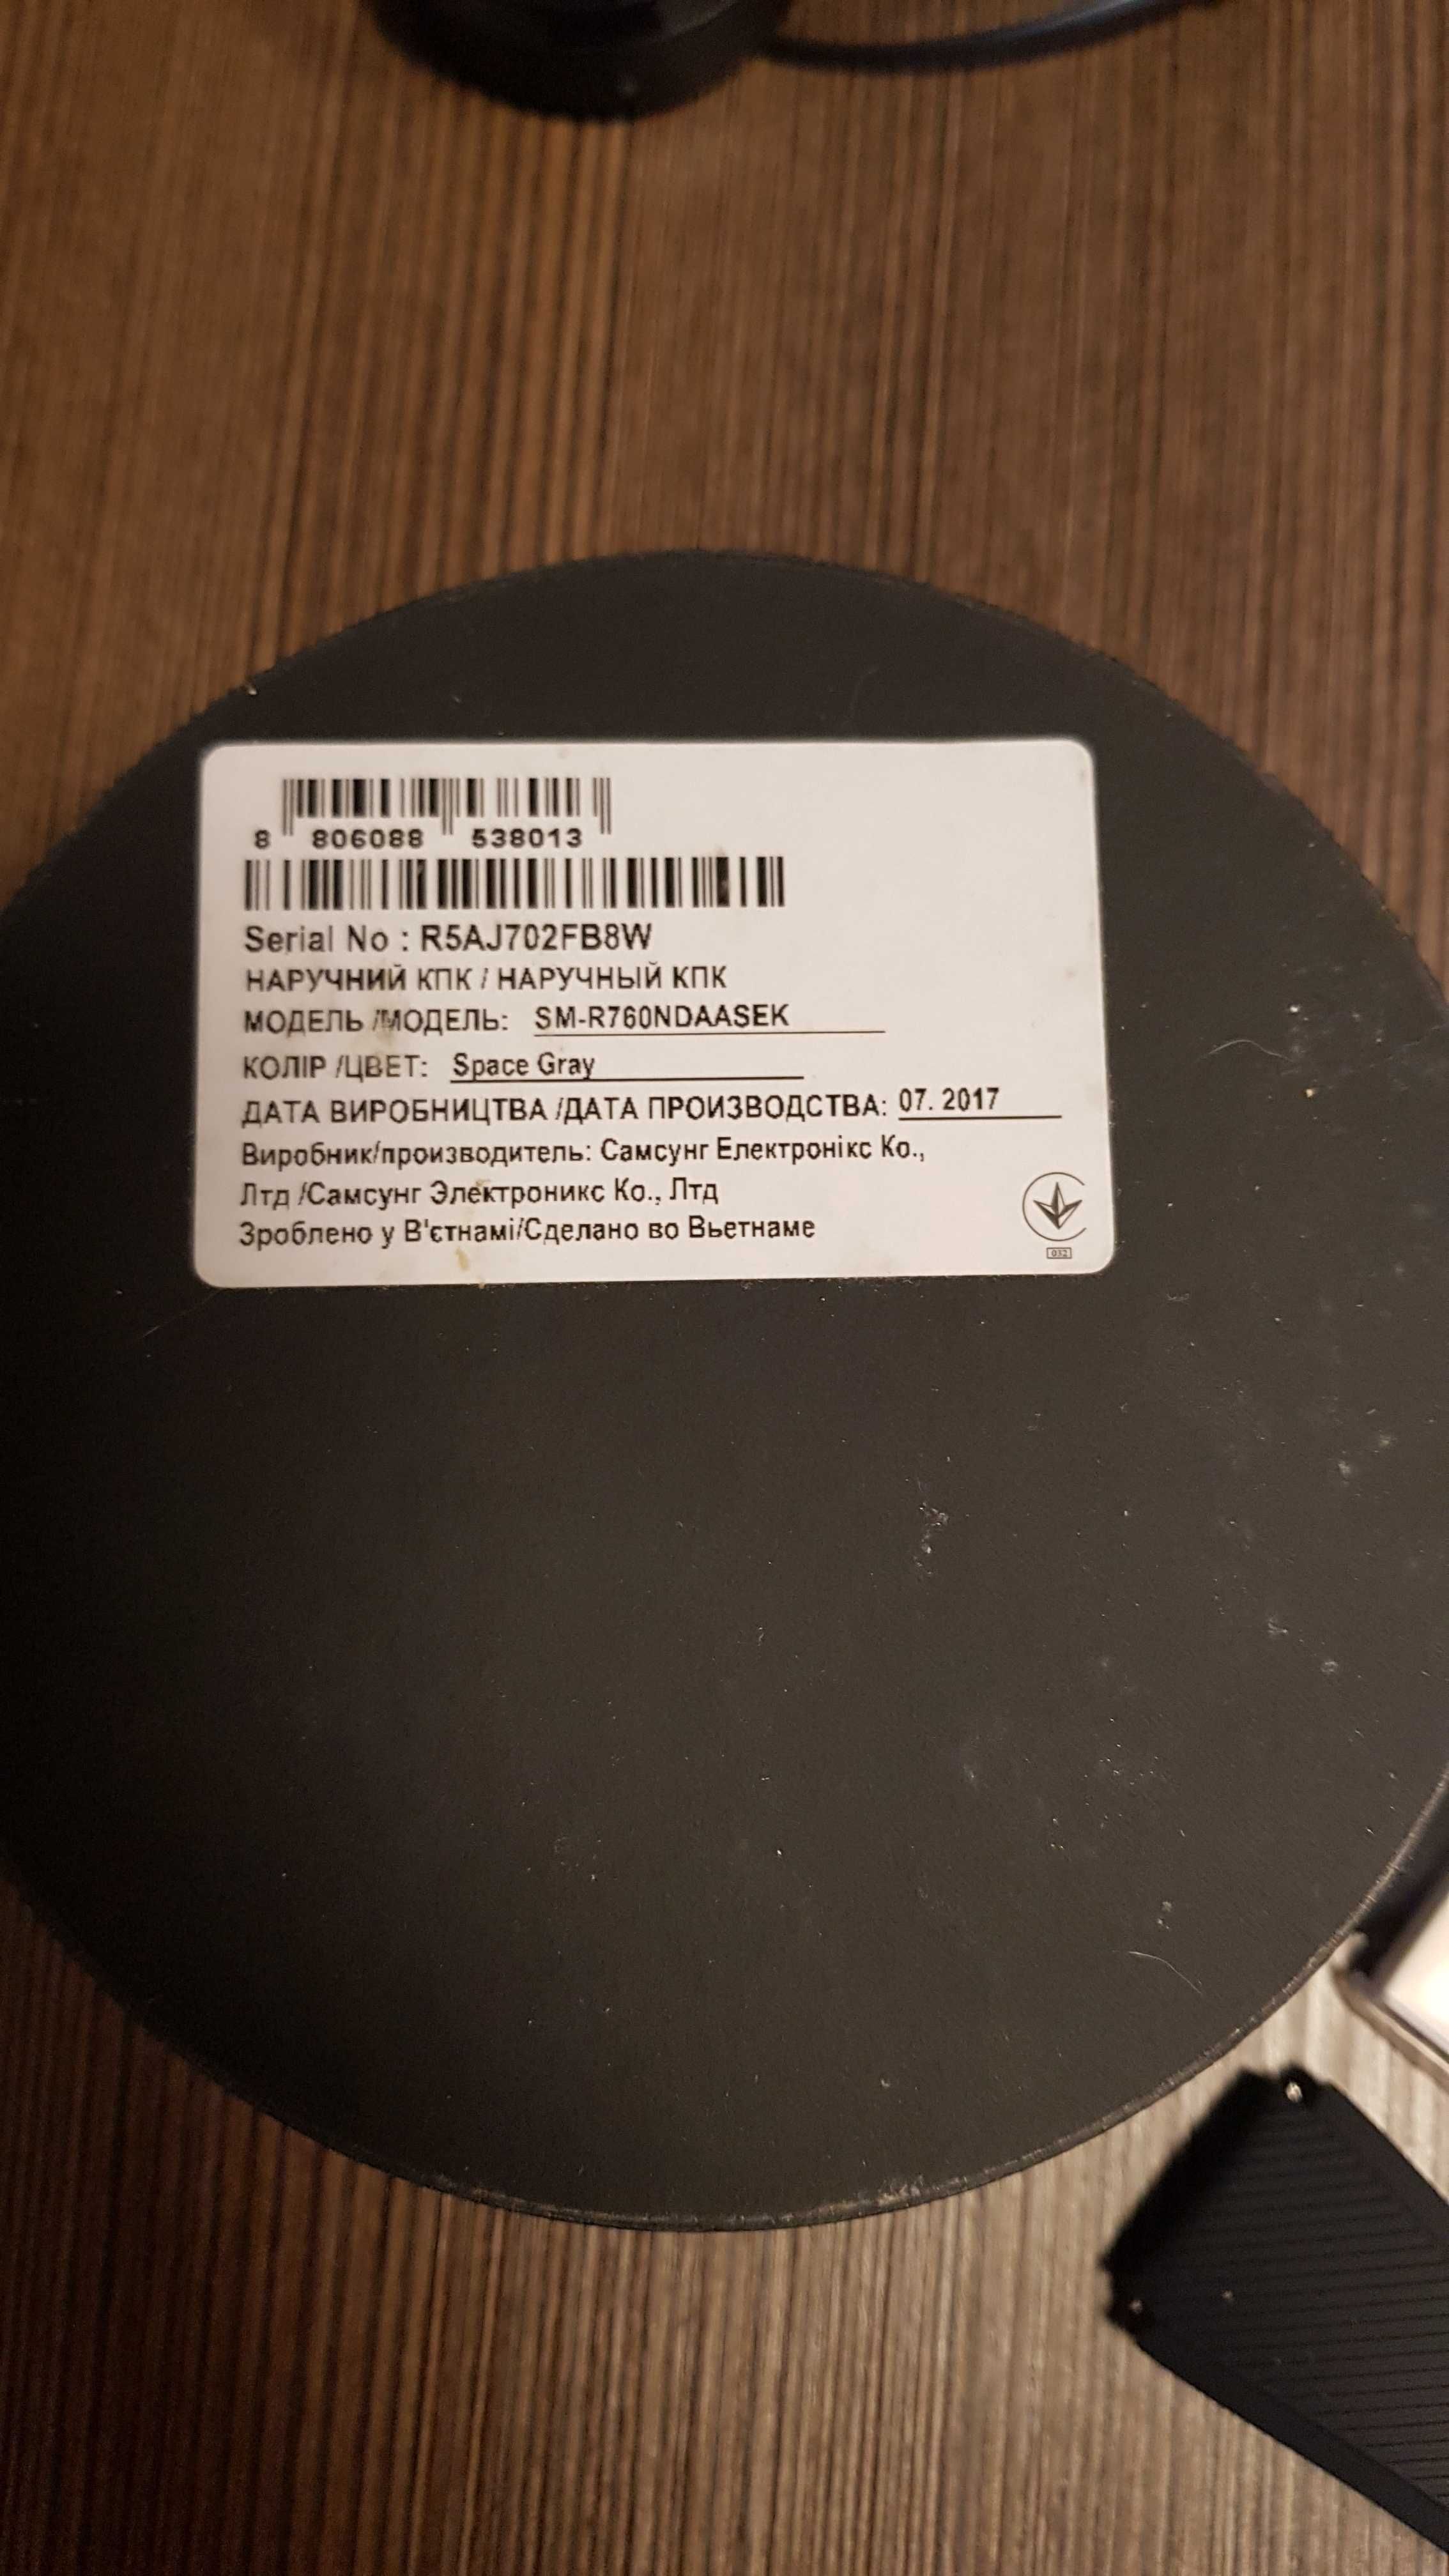 8 806088 538013
Serial No : R5AJ702FB8W
НАРУЧНИЙ КПК / НАРУЧНЫЙ КПК
МОДЕЛЬ /МОДЕЛЬ: SM-R760NDAASEK
КОЛІР /ЦВЕТ: Space Gray
ДАТА ВИРОБНИЦТВА /ДАТА ПРОИЗВОДСТВА: 07. 2017
Виробник/производитель: Самсунг Електронікс Ко.,
Лтд /Самсунг Электроникс Ко., Лтд
Зроблено у В'єтнамі/Сделано во Вьетнаме
032